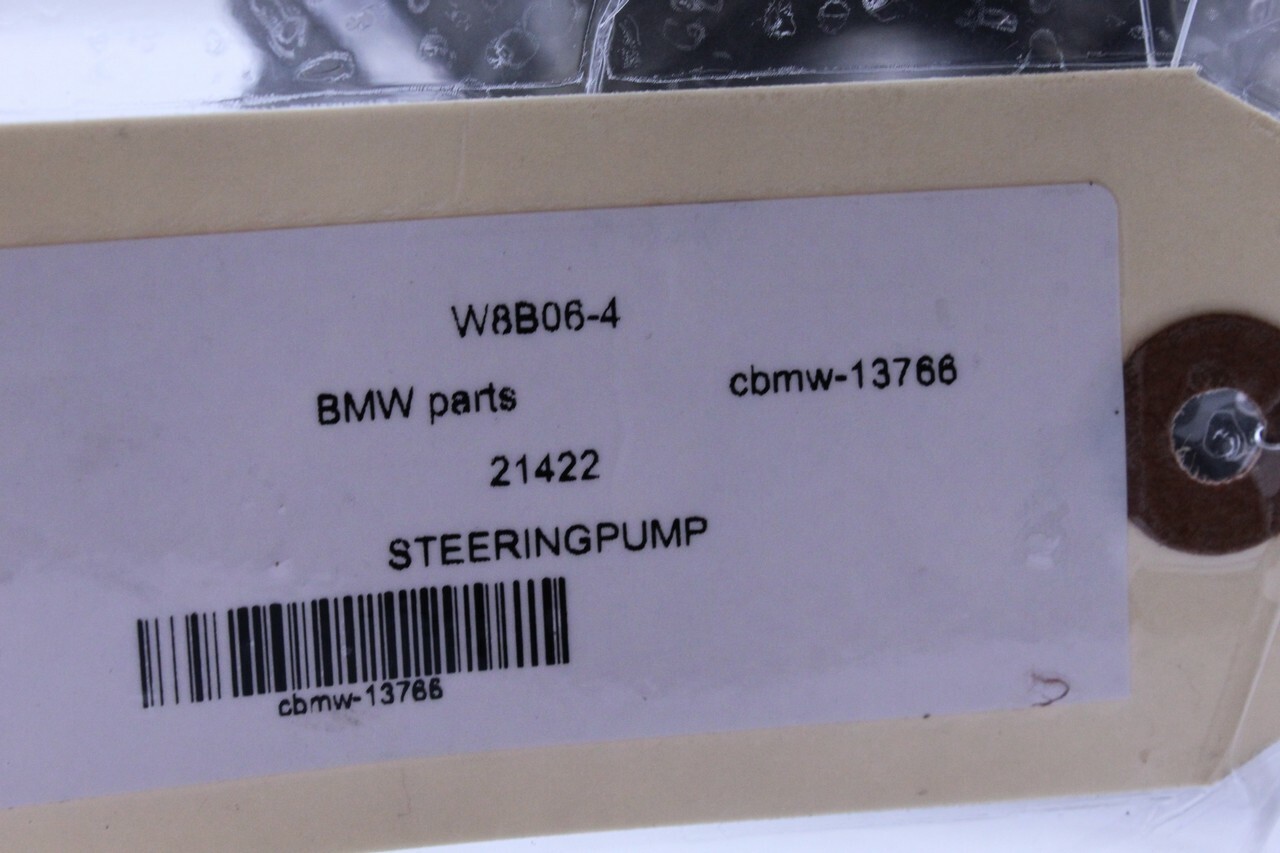 W8B06-4
BMW parts cbmw-13766
21422
STEERINGPUMP
cbmw-13766